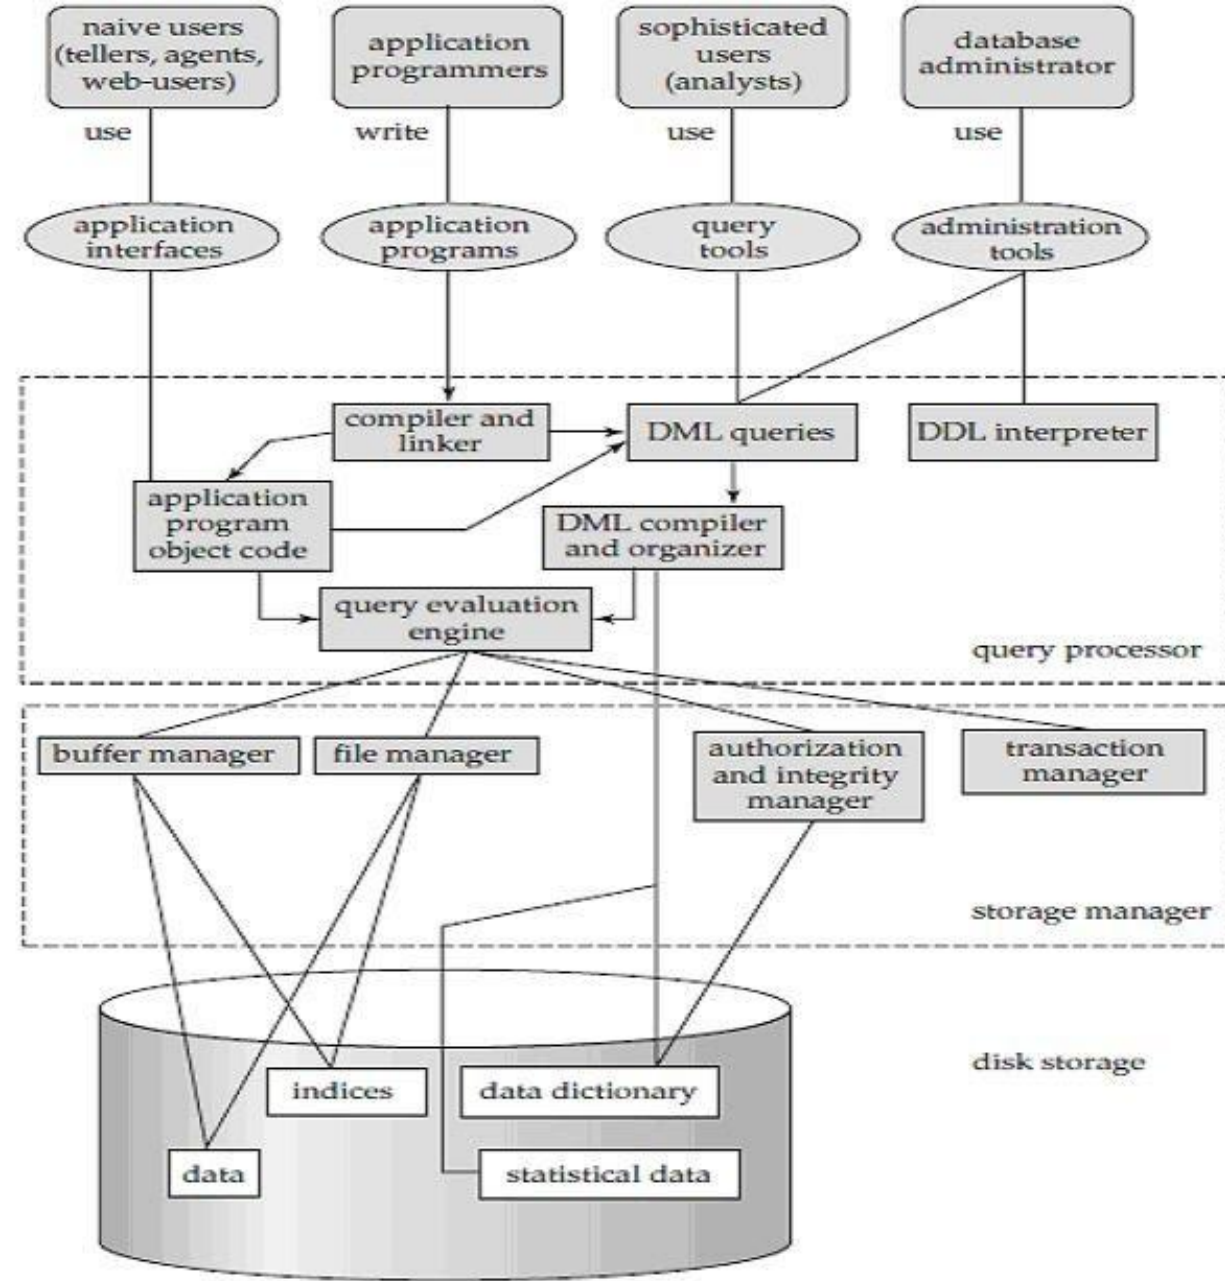 naive users
(tellers, agents,
web-users)
application
programmers
sophisticated
users
(analysts)
database
administrator
use
write
use
use
application
interfaces
application
programs
query
tools
administration
tools
compiler and
linker
DML queries
DDL interpreter
application
program
object code
DML compiler
and organizer
query evaluation
engine
query processor
buffer manager
file manager
authorization
and integrity
manager
transaction
manager
storage manager
disk storage
indices
data dictionary
data
statistical data